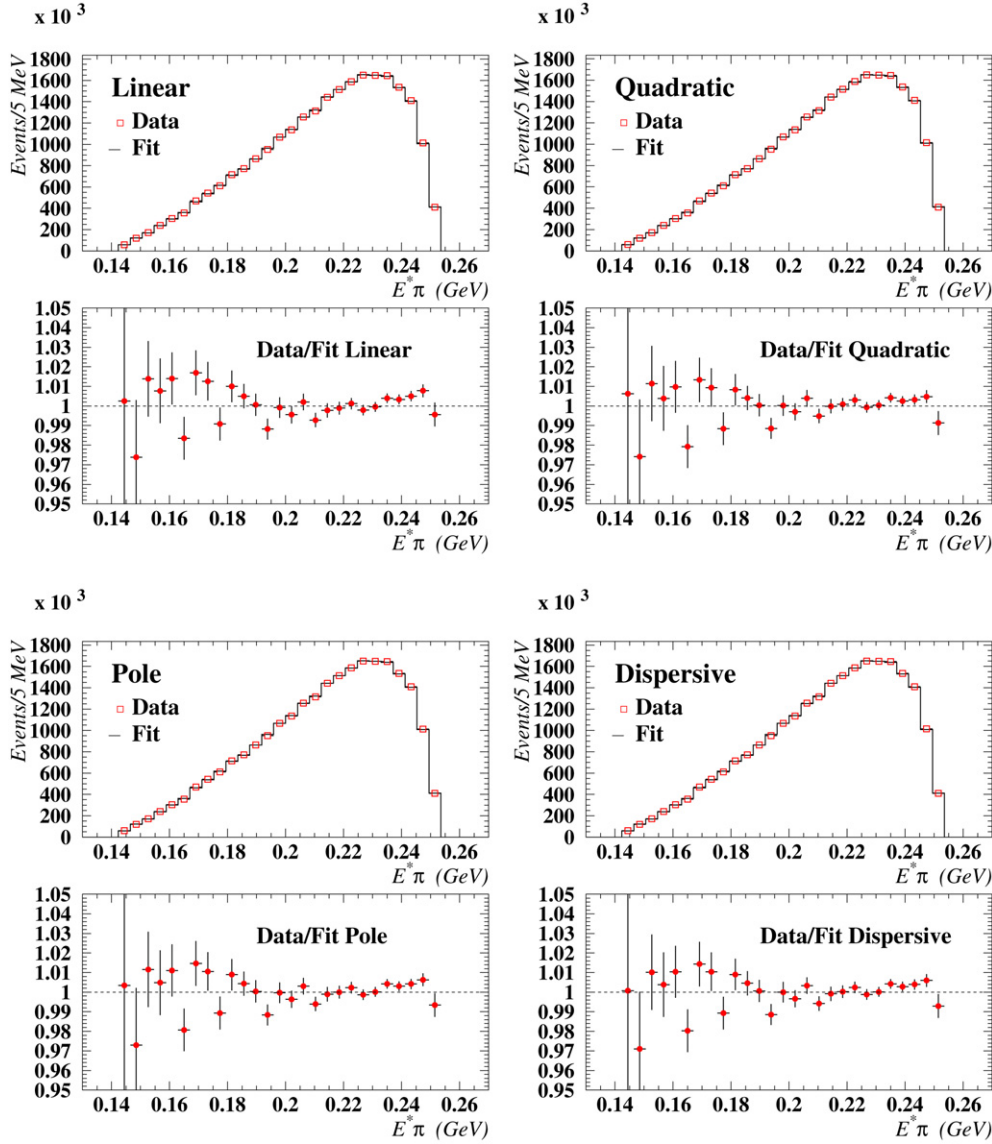 x 10 3
Events/5 MeV
1800
1600
1400
1200
1000
800
600
400
200
0
Linear
Data
Fit
0.14 0.16 0.18 0.2 0.22 0.24 0.26
E*π (GeV)
1.05
1.04
1.03
1.02
1.01
1
0.99
0.98
0.97
0.96
0.95
Data/Fit Linear
0.14 0.16 0.18 0.2 0.22 0.24 0.26
E*π (GeV)
x 10 3
Events/5 MeV
1800
1600
1400
1200
1000
800
600
400
200
0
Quadratic
Data
Fit
0.14 0.16 0.18 0.2 0.22 0.24 0.26
E*π (GeV)
1.05
1.04
1.03
1.02
1.01
1
0.99
0.98
0.97
0.96
0.95
Data/Fit Quadratic
0.14 0.16 0.18 0.2 0.22 0.24 0.26
E*π (GeV)
x 10 3
Events/5 MeV
1800
1600
1400
1200
1000
800
600
400
200
0
Pole
Data
Fit
0.14 0.16 0.18 0.2 0.22 0.24 0.26
E*π (GeV)
1.05
1.04
1.03
1.02
1.01
1
0.99
0.98
0.97
0.96
0.95
Data/Fit Pole
0.14 0.16 0.18 0.2 0.22 0.24 0.26
E*π (GeV)
x 10 3
Events/5 MeV
1800
1600
1400
1200
1000
800
600
400
200
0
Dispersive
Data
Fit
0.14 0.16 0.18 0.2 0.22 0.24 0.26
E*π (GeV)
1.05
1.04
1.03
1.02
1.01
1
0.99
0.98
0.97
0.96
0.95
Data/Fit Dispersive
0.14 0.16 0.18 0.2 0.22 0.24 0.26
E*π (GeV)